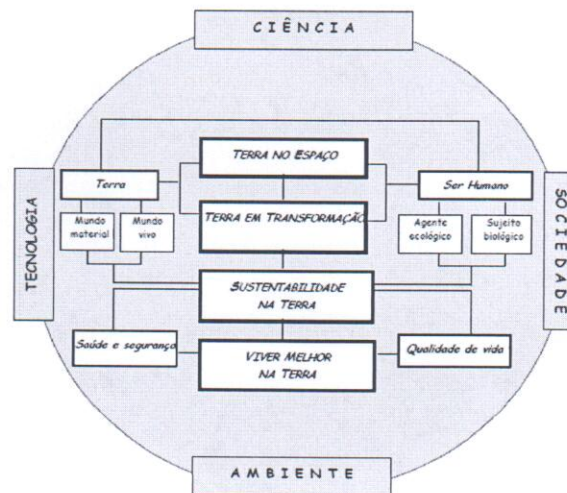 CIÊNCIA
TECNOLOGIA
SOCIEDADE
TERRA NO ESPAÇO
Terra
Ser Humano
Mundo
material
Mundo
vivo
TERRA EM TRANSFORMAÇÃO
Agente
ecológico
Sujeito
biológico
SUSTENTABILIDADE
NA TERRA
Saúde e segurança
Qualidade de vida
VIVER MELHOR
NA TERRA
AMBIENTE